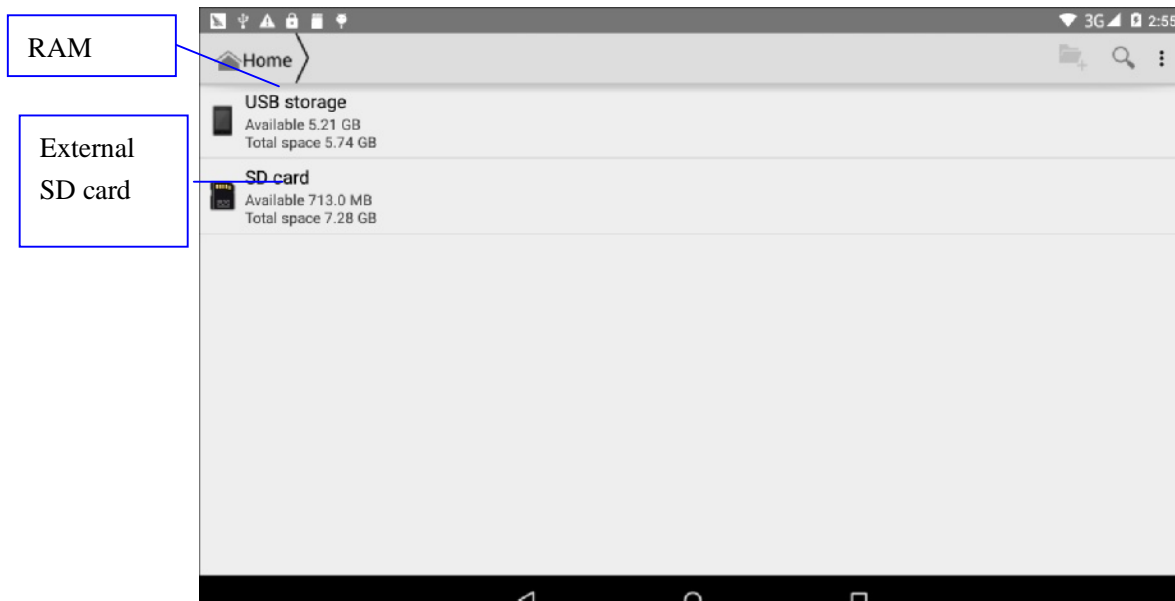 3G 2:55
RAM
Home
USB storage
Available 5.21 GB
Total space 5.74 GB
External
SD card
SD card
Available 713.0 MB
Total space 7.28 GB